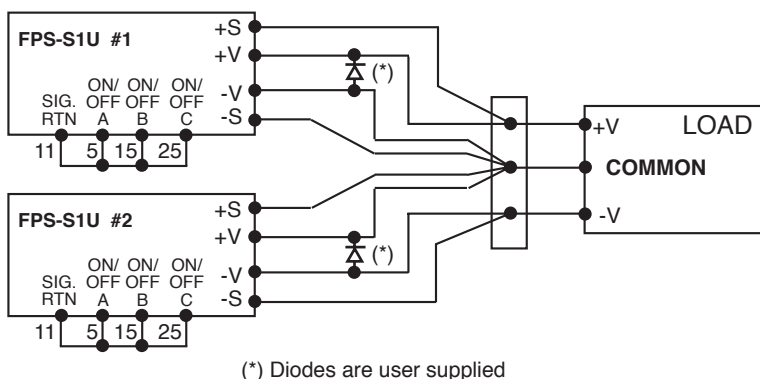 FPS-S1U #1
+S
+V
-V
-S
ON/ ON/ ON/
SIG. OFF OFF OFF
RTN A B C
11 5 15 25
(*)
+V LOAD
COMMON
-V
FPS-S1U #2
+S
+V
-V
-S
ON/ ON/ ON/
SIG. OFF OFF OFF
RTN A B C
11 5 15 25
(*)
(*) Diodes are user supplied